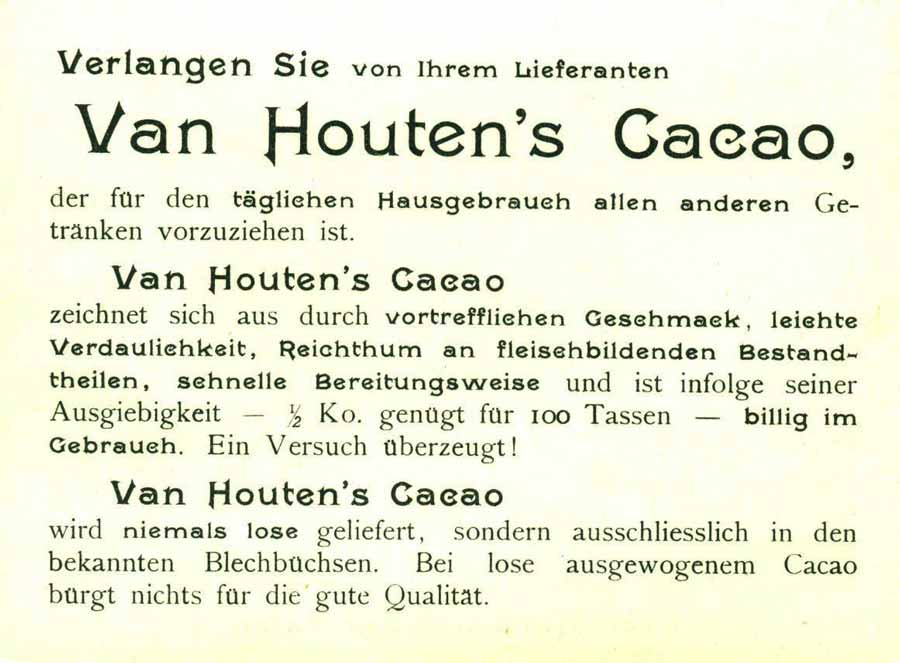 Verlangen Sie von Ihrem Lieferanten
Van Houten's Cacao,
der für den täglichen Hausgebrauch allen anderen Ge-
tränken vorzuziehen ist.
Van Houten's Cacao
zeichnet sich aus durch vortrefflichen Geschmack, leichte
Verdaulichkeit, Reichthum an fleischbildenden Bestand-
theilen, schnelle Bereitungsweise und ist infolge seiner
Ausgiebigkeit — ½ Ko. genügt für 100 Tassen — billig im
Gebrauch. Ein Versuch überzeugt!
Van Houten's Cacao
wird niemals lose geliefert, sondern ausschliesslich in den
bekannten Blechbüchsen. Bei lose ausgewogenem Cacao
bürgt nichts für die gute Qualität.